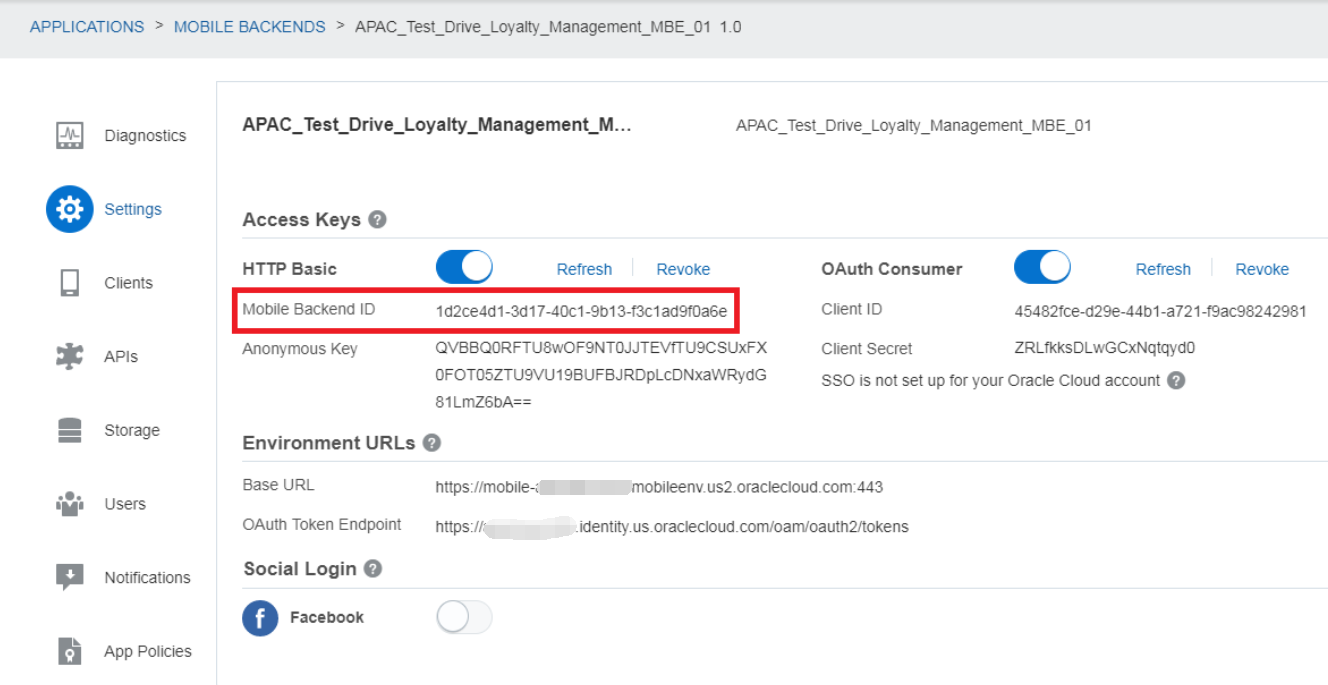 APPLICATIONS > MOBILE BACKENDS > APAC_Test_Drive_Loyalty_Management_MBE_01 1.0
Diagnostics
Settings
Clients
APIs
Storage
Users
Notifications
App Policies
APAC_Test_Drive_Loyalty_Management_M...
APAC_Test_Drive_Loyalty_Management_MBE_01
Access Keys ?
HTTP Basic Refresh Revoke
Mobile Backend ID 1d2ce4d1-3d17-40c1-9b13-f3c1ad9f0a6e
Anonymous Key QVBBQ0RFTU8wOF9NT0JJTEVfTU9CSUxFX
0FOT05ZTU9VU19BUFBJRDpLcDNxaWRydG
81LmZ6bA==
OAuth Consumer Refresh Revoke
Client ID 45482fce-d29e-44b1-a721-f9ac98242981
Client Secret ZRLfkksDLwGCxNqtqyd0
SSO is not set up for your Oracle Cloud account ?
Environment URLs ?
Base URL https://mobile- mobileenv.us2.oraclecloud.com:443
OAuth Token Endpoint https:// .identity.us.oraclecloud.com/oam/oauth2/tokens
Social Login ?
f Facebook